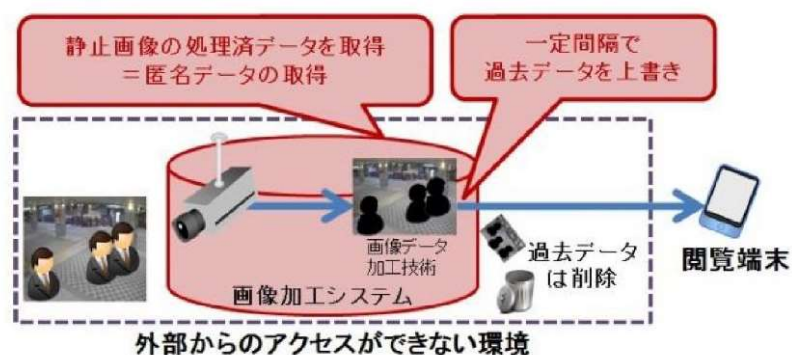 静止画像の処理済データを取得
＝匿名データの取得
一定間隔で
過去データを上書き
画像データ
加工技術
画像加工システム
過去データ
は削除
閲覧端末
外部からのアクセスができない環境